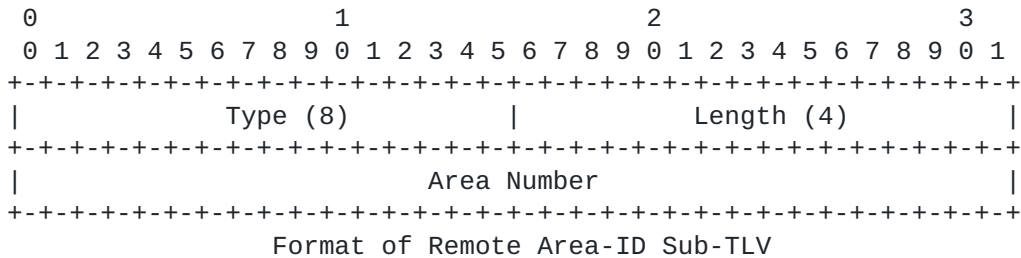 0                   1                   2                   3
 0 1 2 3 4 5 6 7 8 9 0 1 2 3 4 5 6 7 8 9 0 1 2 3 4 5 6 7 8 9 0 1
+-+-+-+-+-+-+-+-+-+-+-+-+-+-+-+-+-+-+-+-+-+-+-+-+-+-+-+-+-+-+-+-+
|             Type (8)          |           Length (4)          |
+-+-+-+-+-+-+-+-+-+-+-+-+-+-+-+-+-+-+-+-+-+-+-+-+-+-+-+-+-+-+-+-+
|                          Area Number                          |
+-+-+-+-+-+-+-+-+-+-+-+-+-+-+-+-+-+-+-+-+-+-+-+-+-+-+-+-+-+-+-+-+
                 Format of Remote Area-ID Sub-TLV